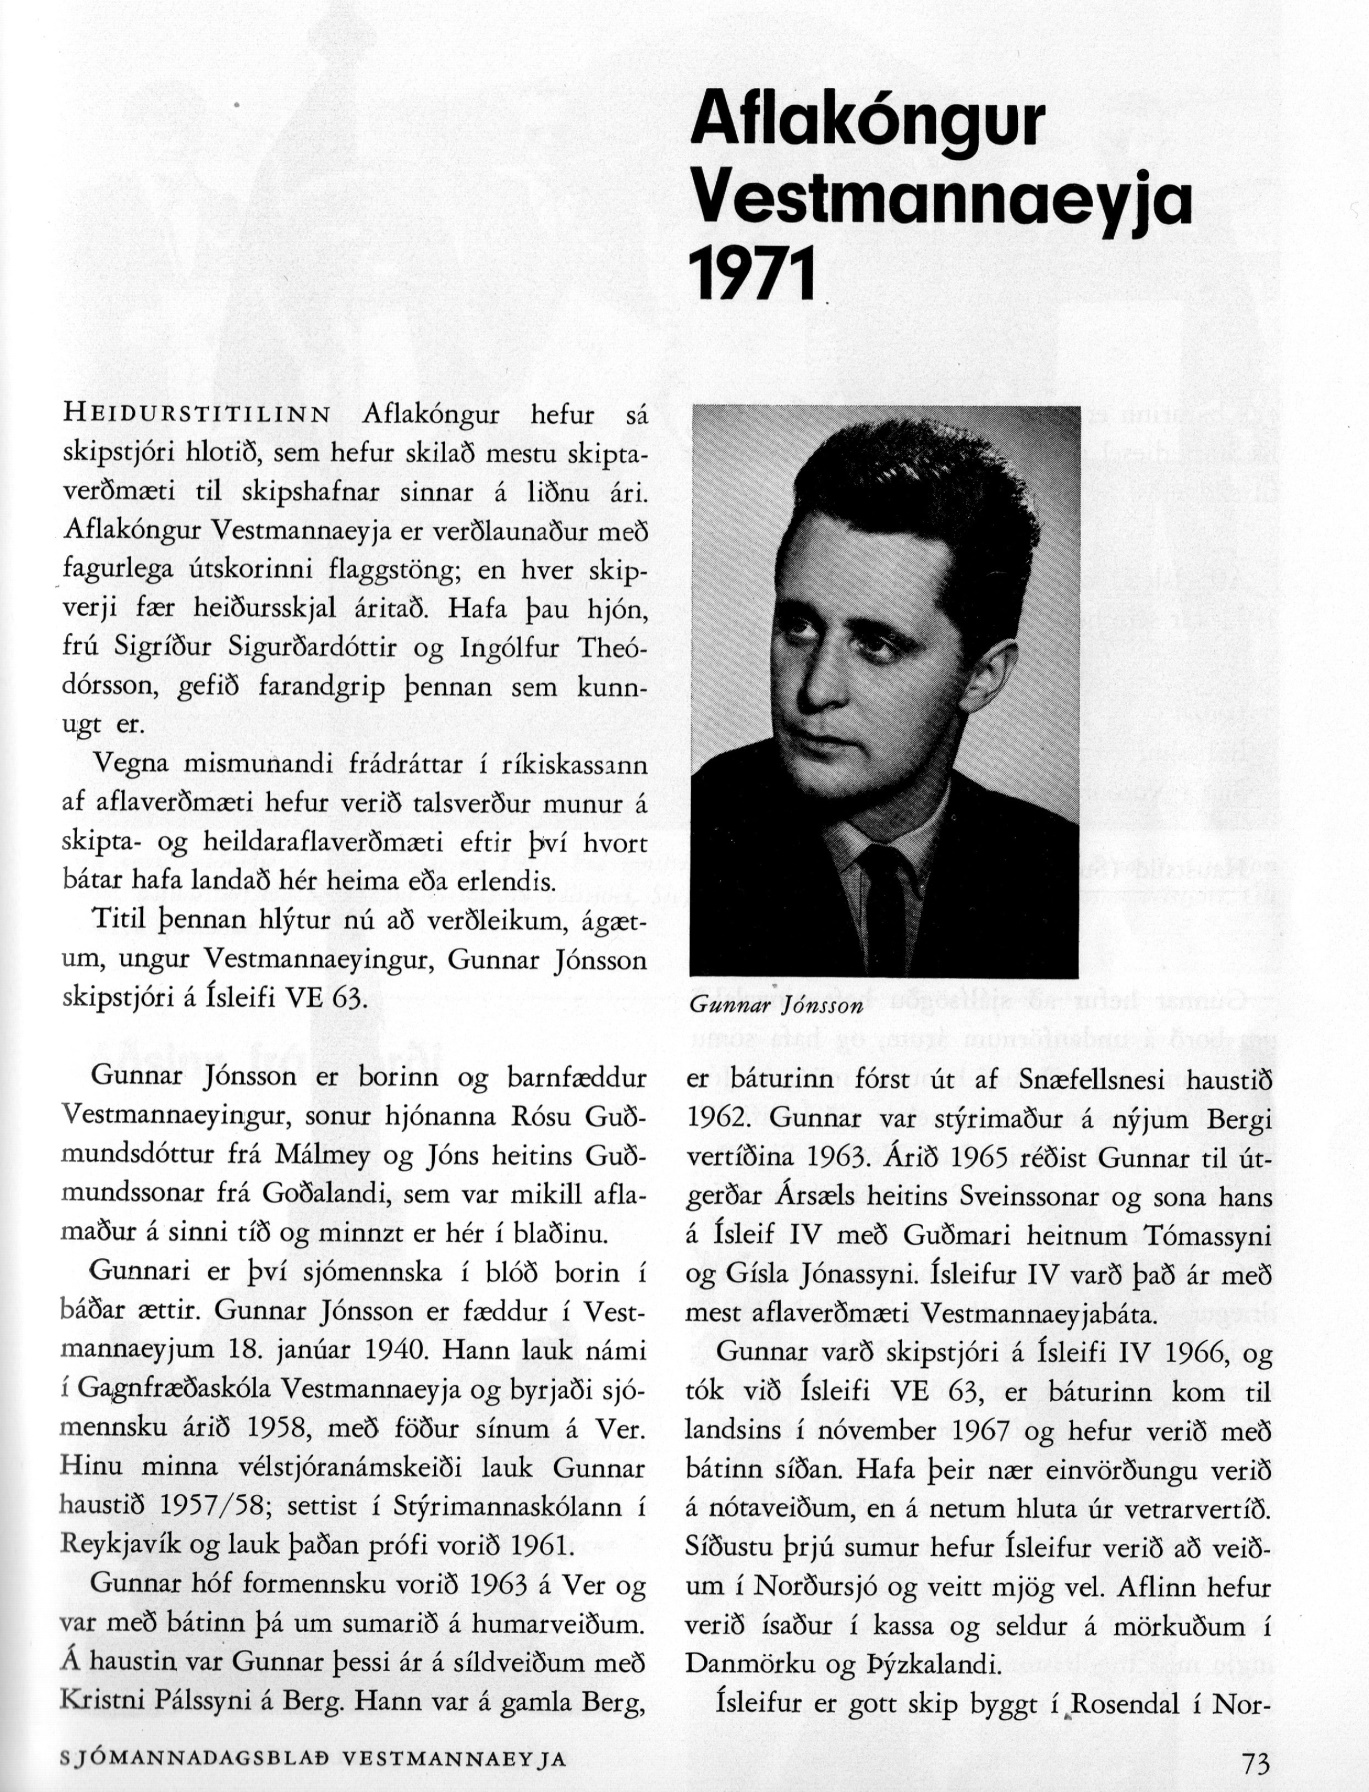 Aflakóngur
Vestmannaeyja
1971
HEIDURSTITILINN Aflakóngur hefur sá
skipstjóri hlotið, sem hefur skilað mestu skipta-
verðmæti til skipshafnar sinnar á liðnu ári.
Aflakóngur Vestmannaeyja er verðlaunaður með
fagurlega útskorinni flaggstöng; en hver skip-
verji fær heiðursskjal áritað. Hafa þau hjón,
frú Sigríður Sigurðardóttir og Ingólfur Theó-
dórsson, gefið farandgrip þennan sem kunn-
ugt er.
Vegna mismunandi frádráttar í ríkiskassann
af aflaverðmæti hefur verið talsverður munur á
skipta- og heildaraflaverðmæti eftir því hvort
bátar hafa landað hér heima eða erlendis.
Titil þennan hlýtur nú að verðleikum, ágæt-
um, ungur Vestmannaeyingur, Gunnar Jónsson
skipstjóri á Ísleifi VE 63.
Gunnar Jónsson er borinn og barnfæddur
Vestmannaeyingur, sonur hjónanna Rósu Guð-
mundsdóttur frá Málmey og Jóns heitins Guð-
mundssonar frá Goðalandi, sem var mikill afla-
maður á sinni tíð og minnzt er hér í blaðinu.
Gunnari er því sjómennska í blóð borin í
báðar ættir. Gunnar Jónsson er fæddur í Vest-
mannaeyjum 18. janúar 1940. Hann lauk námi
í Gagnfræðaskóla Vestmannaeyja og byrjaði sjó-
mennsku árið 1958, með föður sínum á Ver.
Hinu minna vélstjóranámskeiði lauk Gunnar
haustið 1957/58; settist í Stýrimannaskólann í
Reykjavík og lauk þaðan prófi vorið 1961.
Gunnar hóf formennsku vorið 1963 á Ver og
var með bátinn þá um sumarið á humarveiðum.
Á haustin var Gunnar þessi ár á síldveiðum með
Kristni Pálssyni á Berg. Hann var á gamla Berg,
Gunnar Jónsson
er báturinn fórst út af Snæfellsnesi haustið
1962. Gunnar var stýrimaður á nýjum Bergi
vertíðina 1963. Árið 1965 réðist Gunnar til út-
gerðar Ársæls heitins Sveinssonar og sona hans
á Ísleif IV með Guðmari heitnum Tómassyni
og Gísla Jónassyni. Ísleifur IV varð það ár með
mest aflaverðmæti Vestmannaeyjabáta.
Gunnar varð skipstjóri á Ísleifi IV 1966, og
tók við Ísleifi VE 63, er báturinn kom til
landsins í nóvember 1967 og hefur verið með
bátinn síðan. Hafa þeir nær einvörðungu verið
á nótaveiðum, en á netum hluta úr vetrarvertíð.
Síðustu þrjú sumur hefur Ísleifur verið að veið-
um í Norðursjó og veitt mjög vel. Aflinn hefur
verið ísaður í kassa og seldur á mörkuðum í
Danmörku og Þýzkalandi.
Ísleifur er gott skip byggt í Rosendal í Nor-
SJÓMANNADAGSBLAÐ VESTMANNAEYJA
73